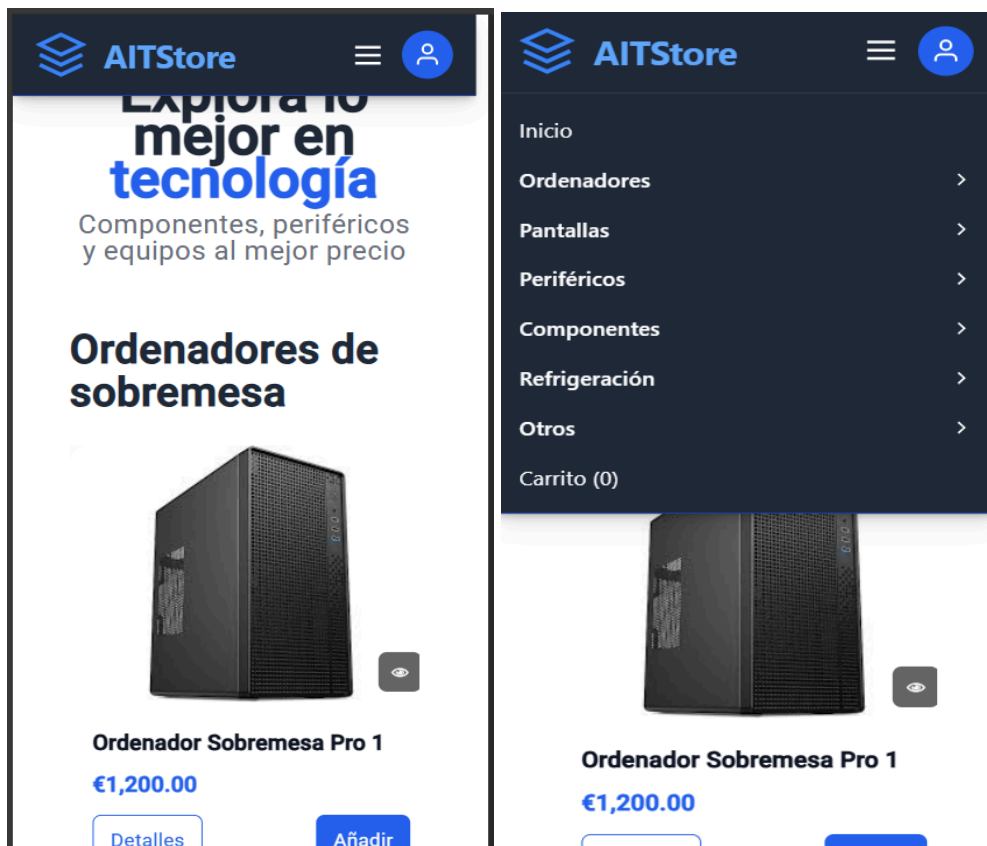 AITStore
Explora lo
mejor en
tecnología
Componentes, periféricos
y equipos al mejor precio
Ordenadores de
sobremesa
Ordenador Sobremesa Pro 1
€1,200.00
Detalles
Añadir
AITStore
Inicio
Ordenadores
Pantallas
Periféricos
Componentes
Refrigeración
Otros
Carrito (0)
Ordenador Sobremesa Pro 1
€1,200.00